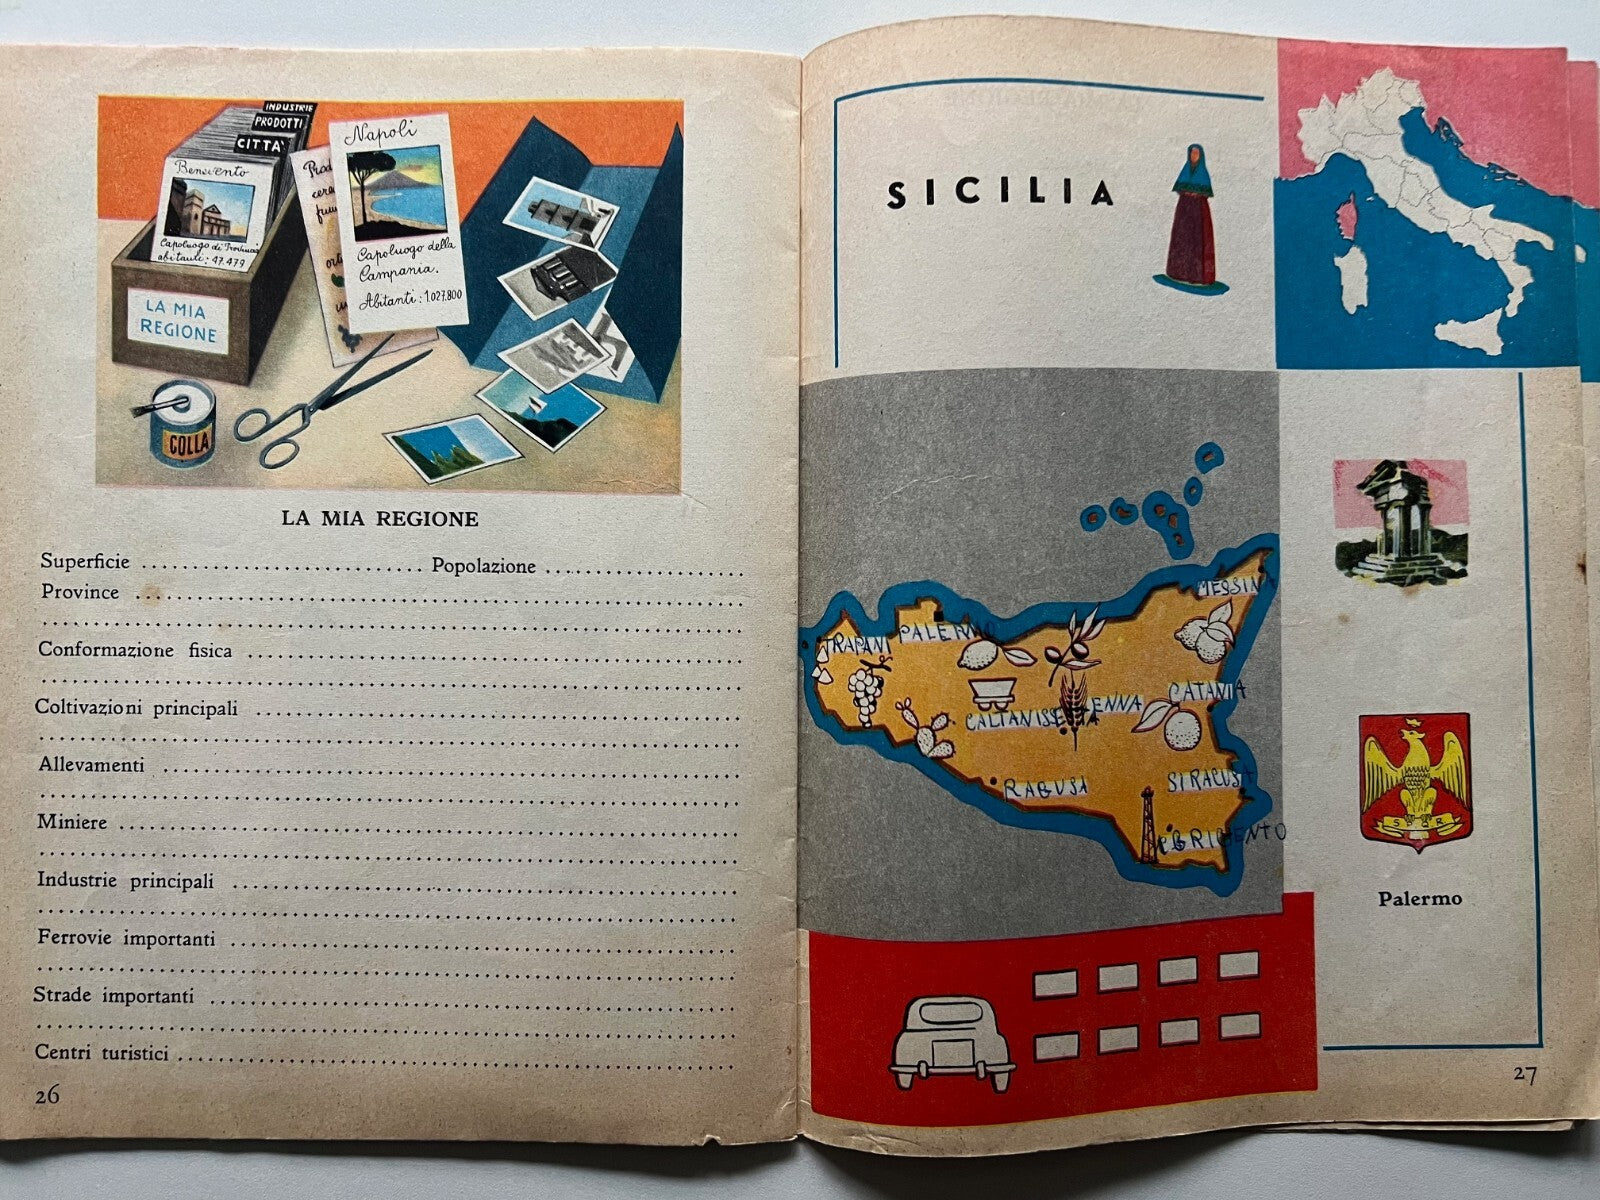 INDUSTRIE
PRODOTTI
CITTA'
Benevento
Capoluogo di Provincia
abitanti: 47.479
LA MIA
REGIONE
Napoli
Capoluogo della
Campania.
Abitanti: 1.027.800
COLLA
LA MIA REGIONE
Superficie ............................ Popolazione ....................
Province ............................................................
Conformazione fisica ..................................................
Coltivazioni principali ..................................................
Allevamenti ............................................................
Miniere ............................................................
Industrie principali ..................................................
Ferrovie importanti ..................................................
Strade importanti ..................................................
Centri turistici ..................................................
26
SICILIA
MESSINA
TRAPANI
PALERMO
CATANIA
ENNA
CALTANISSETTA
RAGUSA
SIRACUSA
S P Q R
Palermo
27